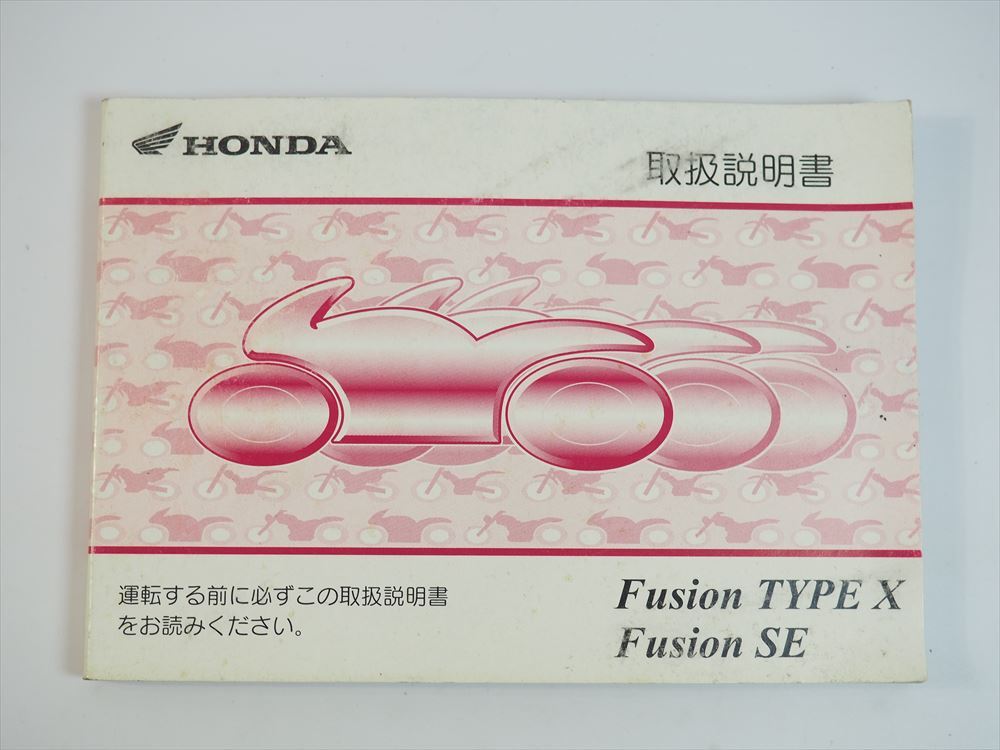 HONDA
取扱説明書
運転する前に必ずこの取扱説明書
をお読みください。
Fusion TYPE X
Fusion SE